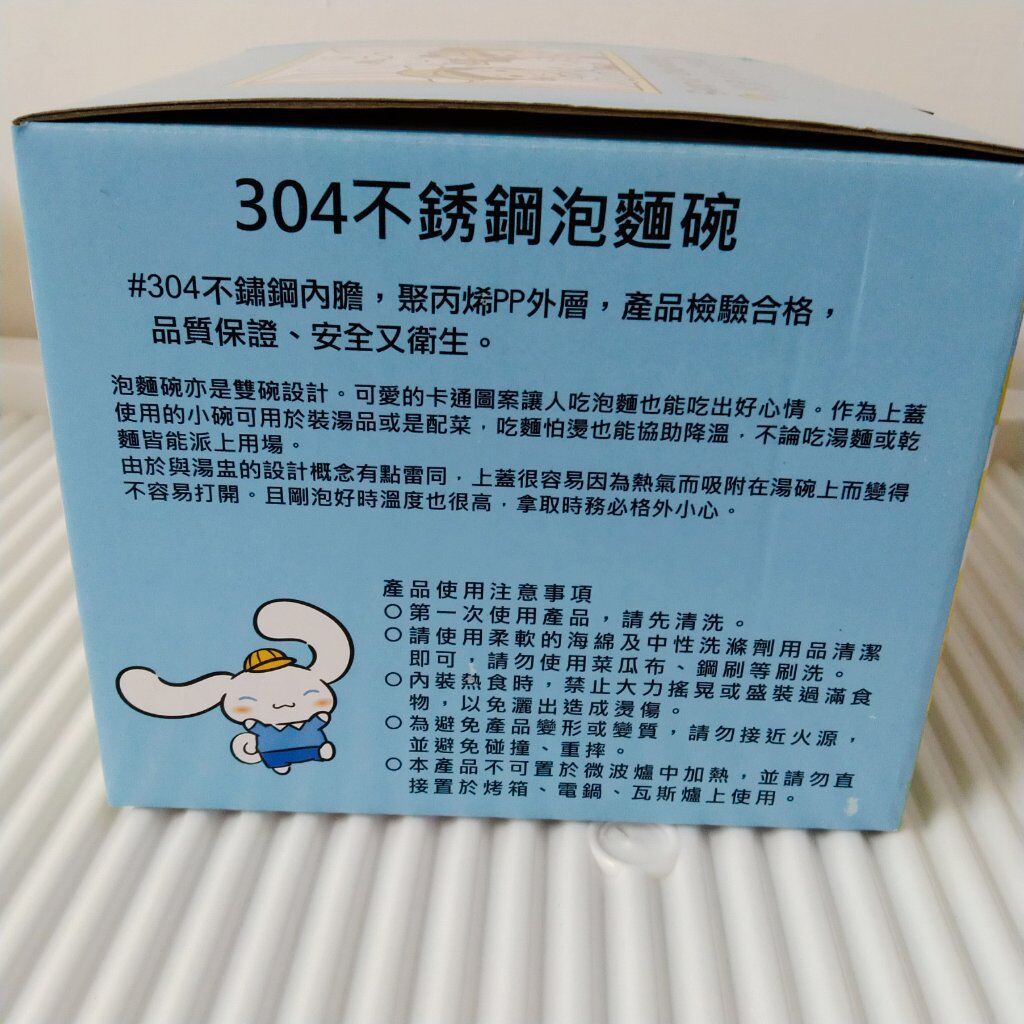 304不銹鋼泡麵碗
#304不鏽鋼內膽，聚丙烯PP外層，產品檢驗合格，
品質保證、安全又衛生。
泡麵碗亦是雙碗設計。可愛的卡通圖案讓人吃泡麵也能吃出好心情。作為上蓋
使用的小碗可用於裝湯品或是配菜，吃麵怕燙也能協助降溫，不論吃湯麵或乾
麵皆能派上用場。
由於與湯盅的設計概念有點雷同，上蓋很容易因為熱氣而吸附在湯碗上而變得
不容易打開。且剛泡好時溫度也很高，拿取時務必格外小心。
產品使用注意事項
○第一次使用產品，請先清洗。
○請使用柔軟的海綿及中性洗滌劑用品清潔
即可，請勿使用菜瓜布、鋼刷等刷洗。
○內裝熱食時，禁止大力搖晃或盛裝過滿食
物，以免灑出造成燙傷。
○為避免產品變形或變質，請勿接近火源，
並避免碰撞、重摔。
○本產品不可置於微波爐中加熱，並請勿直
接置於烤箱、電鍋、瓦斯爐上使用。